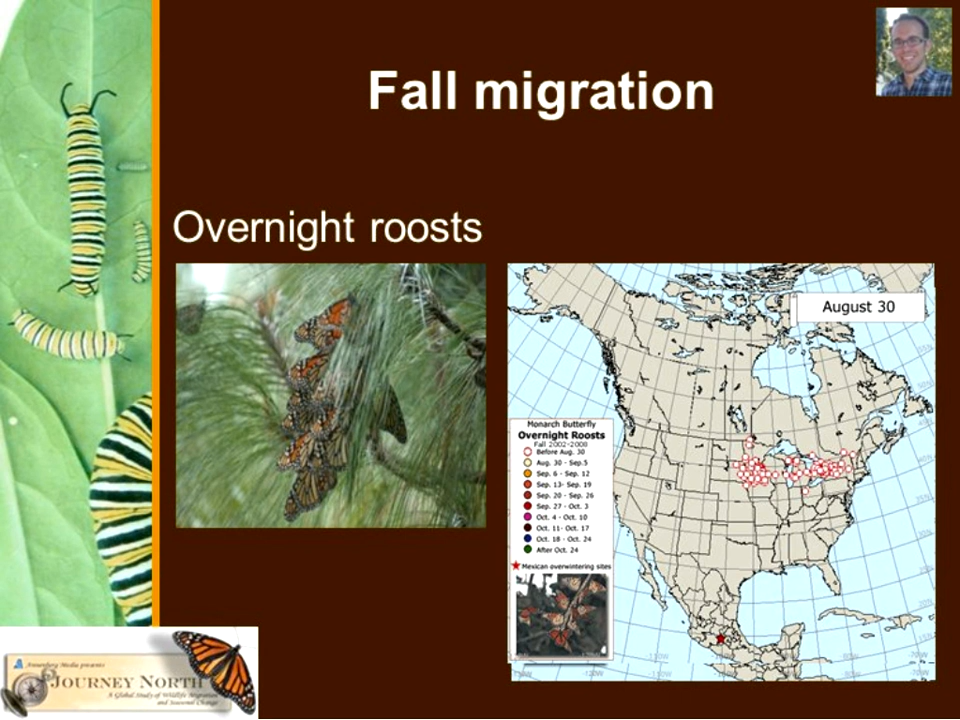 Fall migration
Overnight roosts
August 30
Monarch Butterfly
Overnight Roosts
Fall 2002-2008
Before Aug. 30
Aug. 30 - Sep.5
Sep. 6 - Sep. 12
Sep. 13- Sep. 19
Sep. 20 - Sep. 26
Sep. 27 - Oct. 3
Oct. 4 - Oct. 10
Oct. 11- Oct. 17
Oct. 18 - Oct. 24
After Oct. 24
Mexican overwintering sites
Annenberg Media presents
JOURNEY NORTH
A Global Study of Wildlife Migration
and Seasonal Change